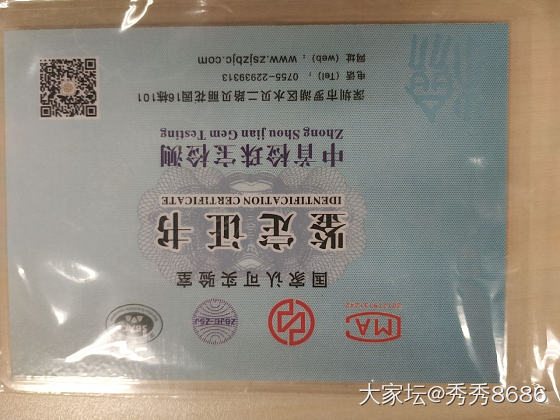 国家认可实验室
鉴定证书
IDENTIFICATION CERTIFICATE
中首检珠宝检测
Zhong Shou jian Gem Testing
深圳市罗湖区水贝二路贝丽花园16栋101
电话 (Tel) : 0755-22939313
网址 (web) : www.zsjzbjc.com
大家坛@秀秀8686